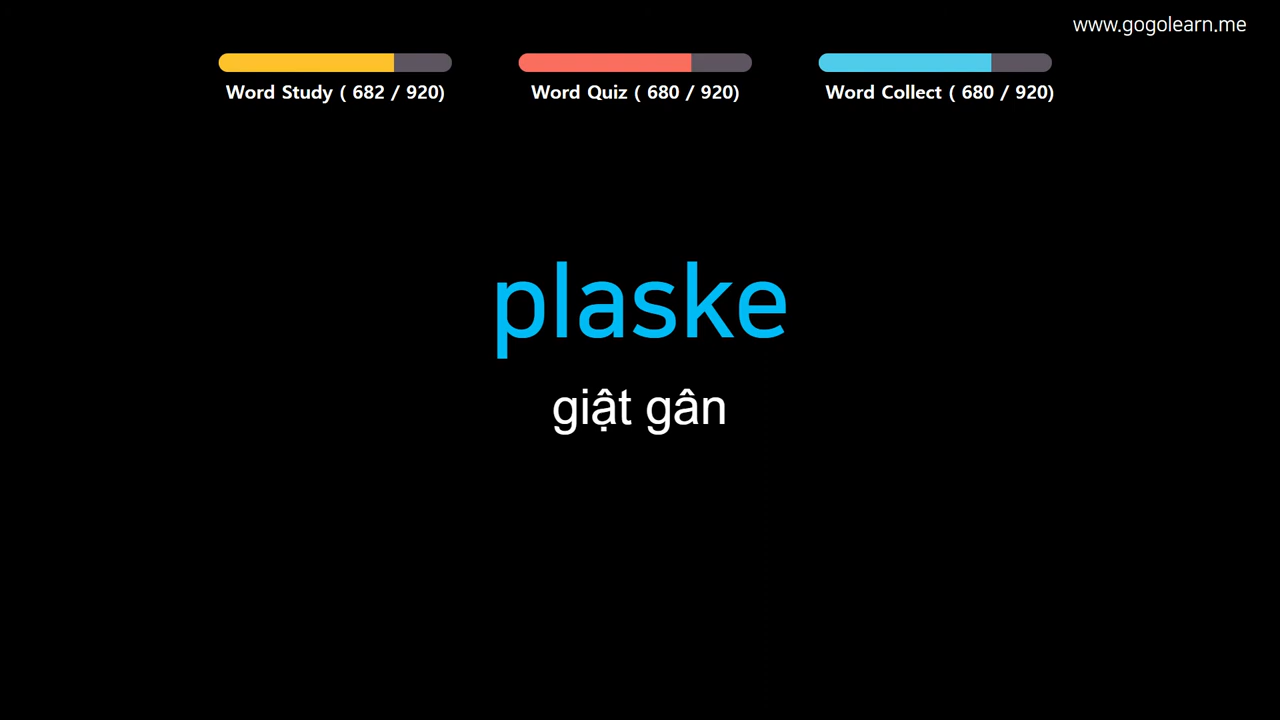 www.gogolearn.me
Word Study ( 682 / 920)
Word Quiz ( 680 / 920)
Word Collect ( 680 / 920)
plaske
giật gân